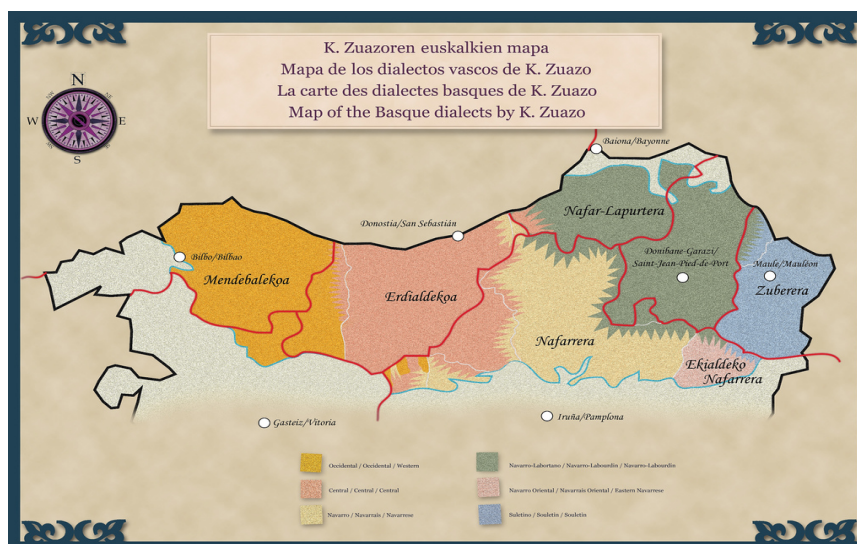 K. Zuazoren euskalkien mapa
Mapa de los dialectos vascos de K. Zuazo
La carte des dialectes basques de K. Zuazo
Map of the Basque dialects by K. Zuazo
N
W
E
S
Baiona/Bayonne
Donostia/San Sebastián
Nafar-Lapurtera
Bilbo/Bilbao
Mendebalekoa
Donibane-Garazi/
Saint-Jean-Pied-de-Port
Maule/Mauléon
Zuberera
Erdialdekoa
Nafarrera
Ekialdeko
Nafarrera
Gasteiz/Vitoria
Iruña/Pamplona
Occidental / Occidental / Western
Central / Central / Central
Navarro / Navarrais / Navarrese
Navarro-Labortano / Navarro-Labourdin / Navarro-Labourdin
Navarro Oriental / Navarrais Oriental / Eastern Navarrese
Suletino / Souletin / Souletin